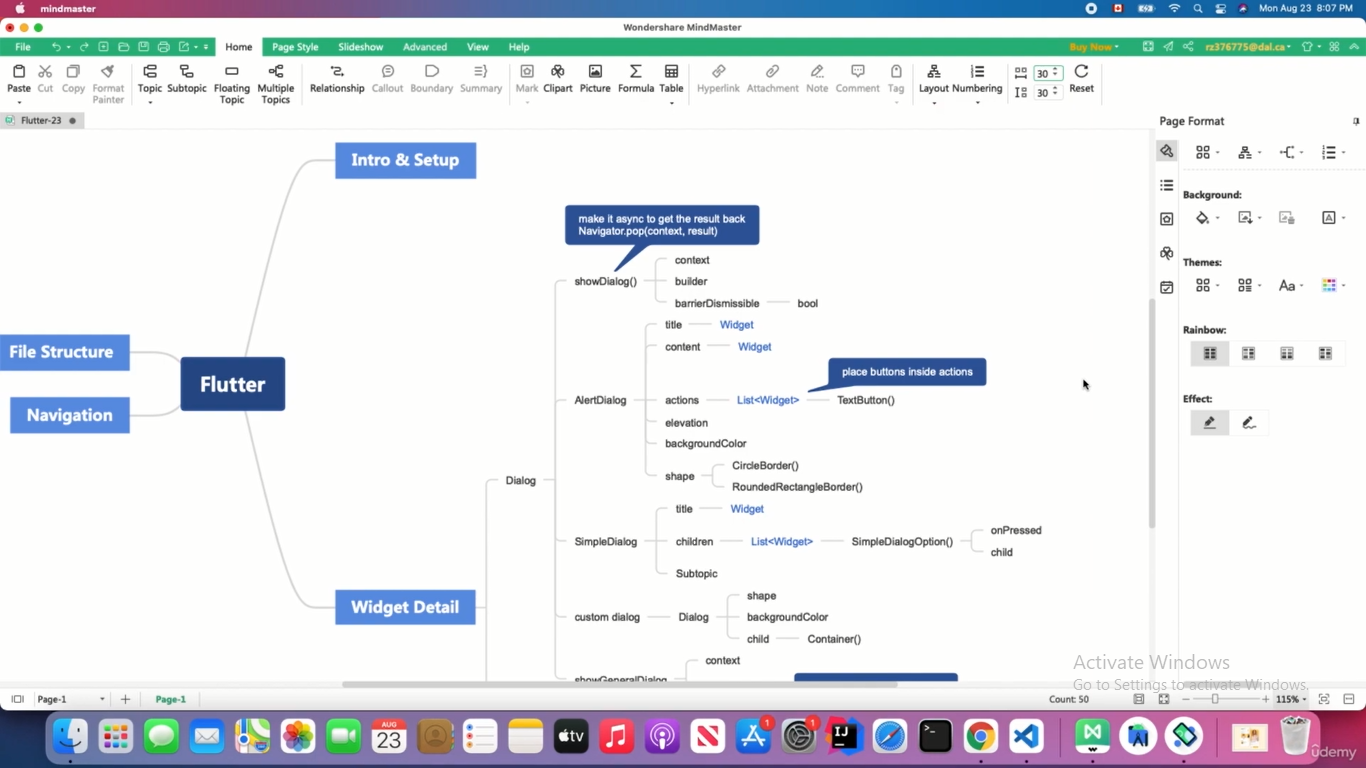 mindmaster
Mon Aug 23 8:07 PM
Wondershare MindMaster
File
Home
Page Style
Slideshow
Advanced
View
Help
Buy Now
rz376775@dal.ca
Paste
Cut
Copy
Format
Painter
Topic
Subtopic
Floating
Topic
Multiple
Topics
Relationship
Callout
Boundary
Summary
Mark
Clipart
Picture
Formula
Table
Hyperlink
Attachment
Note
Comment
Tag
Layout
Numbering
30
30
Reset
Flutter-23
Page Format
Background:
Themes:
Aa
Rainbow:
Effect:
Intro & Setup
File Structure
Navigation
Flutter
Widget Detail
Dialog
make it async to get the result back
Navigator.pop(context, result)
showDialog()
context
builder
barrierDismissible
bool
AlertDialog
title
Widget
content
Widget
place buttons inside actions
actions
List<Widget>
TextButton()
elevation
backgroundColor
shape
CircleBorder()
RoundedRectangleBorder()
SimpleDialog
title
Widget
children
List<Widget>
SimpleDialogOption()
onPressed
child
Subtopic
custom dialog
Dialog
shape
backgroundColor
child
Container()
showGeneralDialog
context
Activate Windows
Go to Settings to activate Windows.
Page-1
Page-1
Count: 50
115%
AUG
23
tv
1
1
IJ
udemy